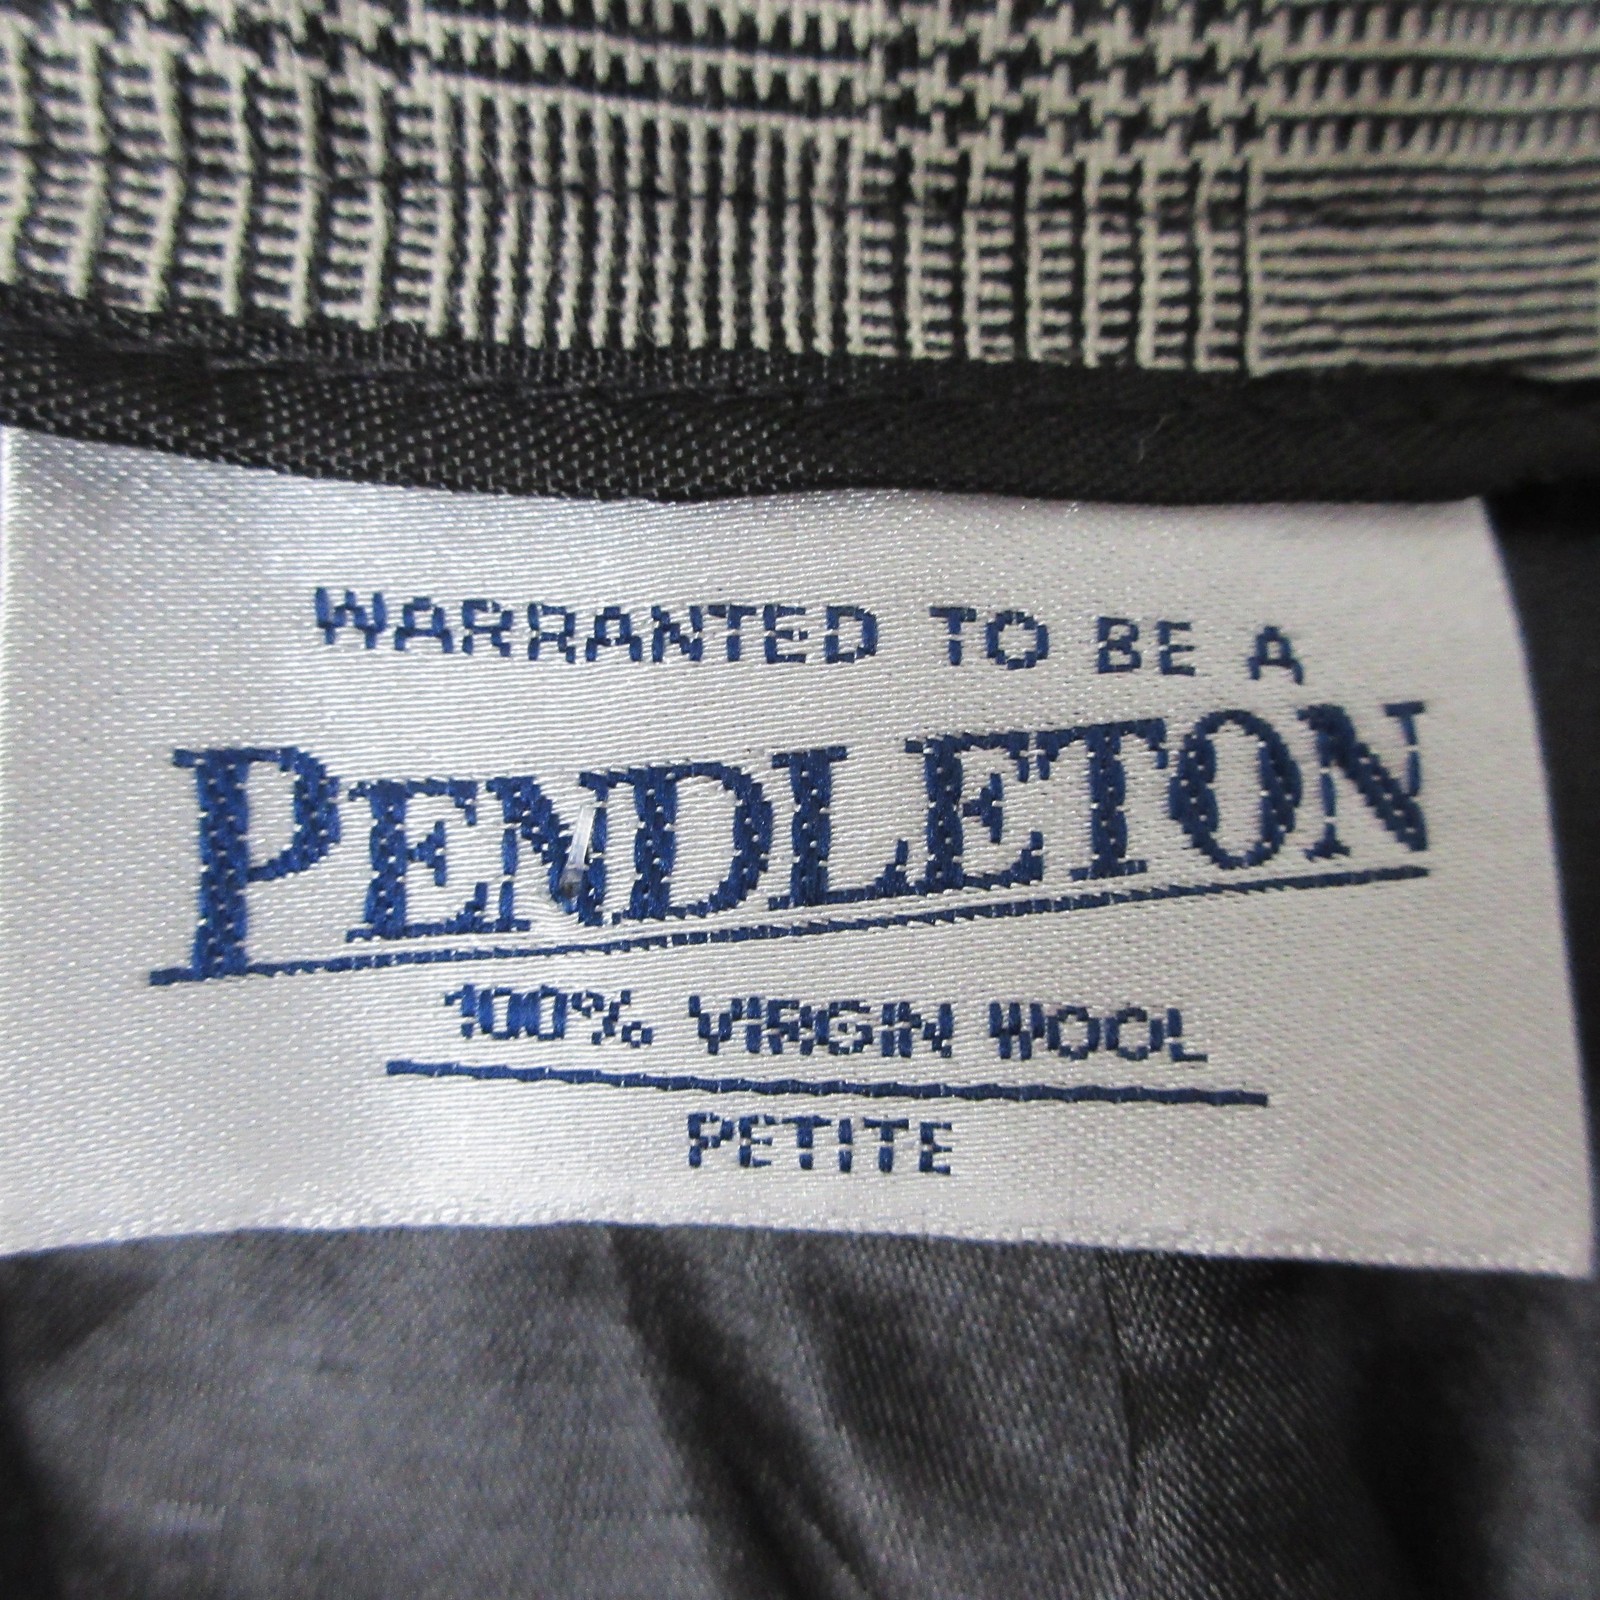 WARRANTED TO BE A
PENDLETON
100% VIRGIN WOOL
PETITE